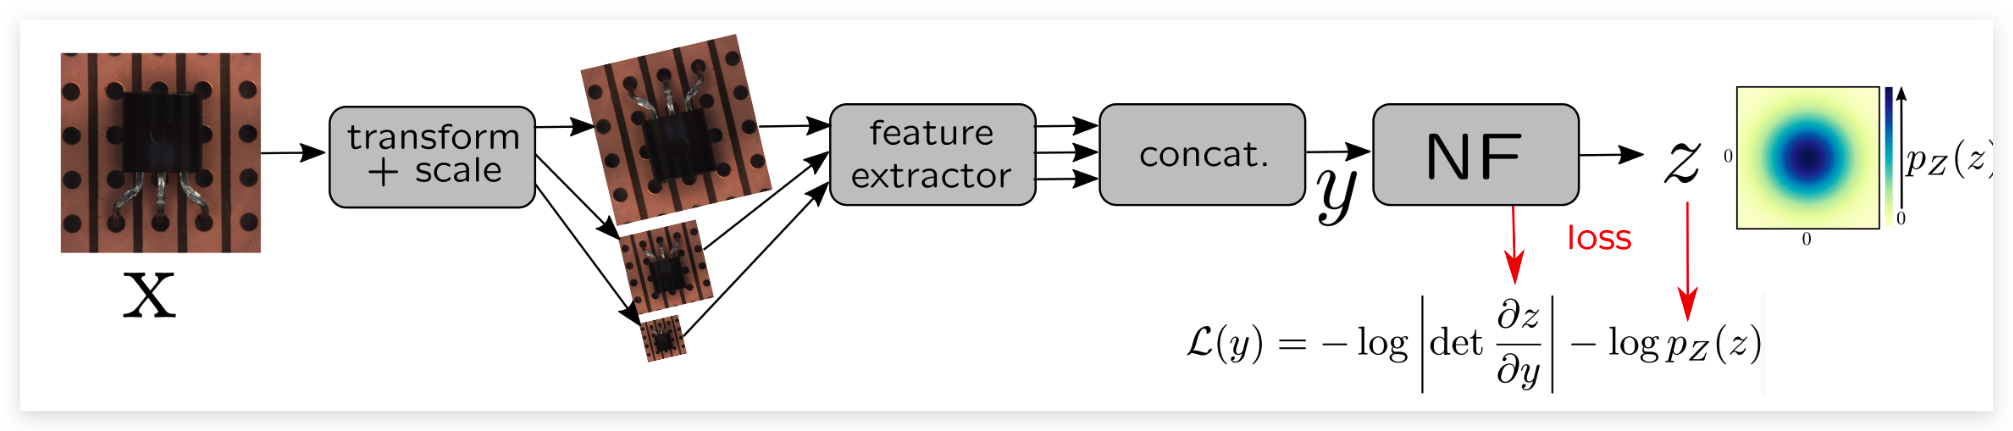 x
transform
+ scale
feature
extractor
concat.
y
NF
z
0
0
p_Z(z)
0
loss
ℒ(y) = − log |det ∂z/∂y| − log p_Z(z)